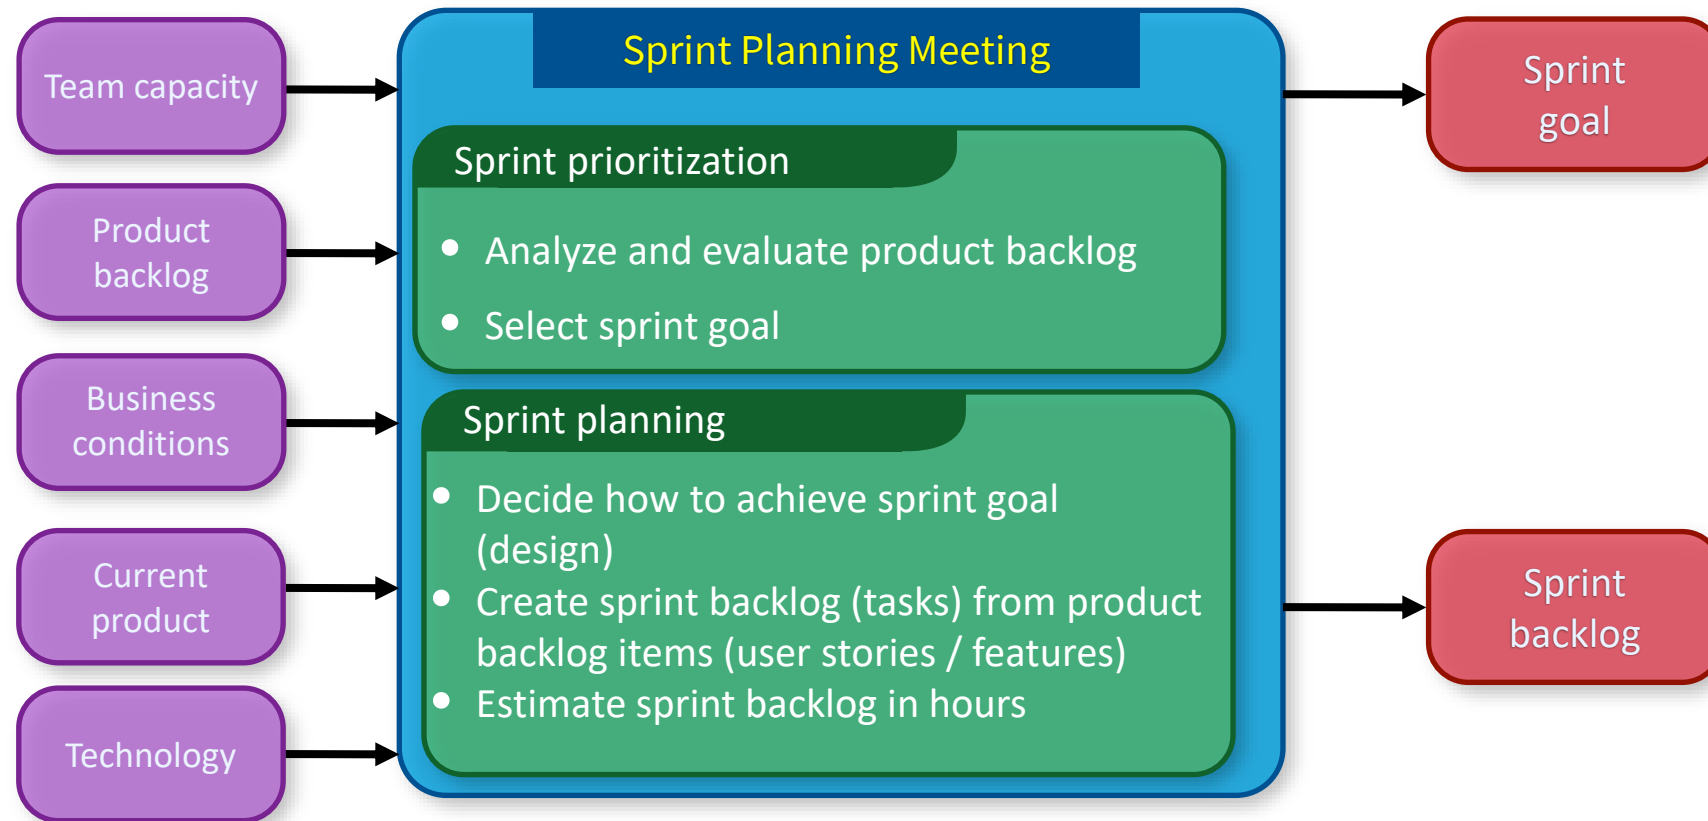 Team capacity
Product
backlog
Business
conditions
Current
product
Technology
Sprint Planning Meeting
Sprint prioritization
• Analyze and evaluate product backlog
• Select sprint goal
Sprint planning
• Decide how to achieve sprint goal
(design)
• Create sprint backlog (tasks) from product
backlog items (user stories / features)
• Estimate sprint backlog in hours
Sprint
goal
Sprint
backlog